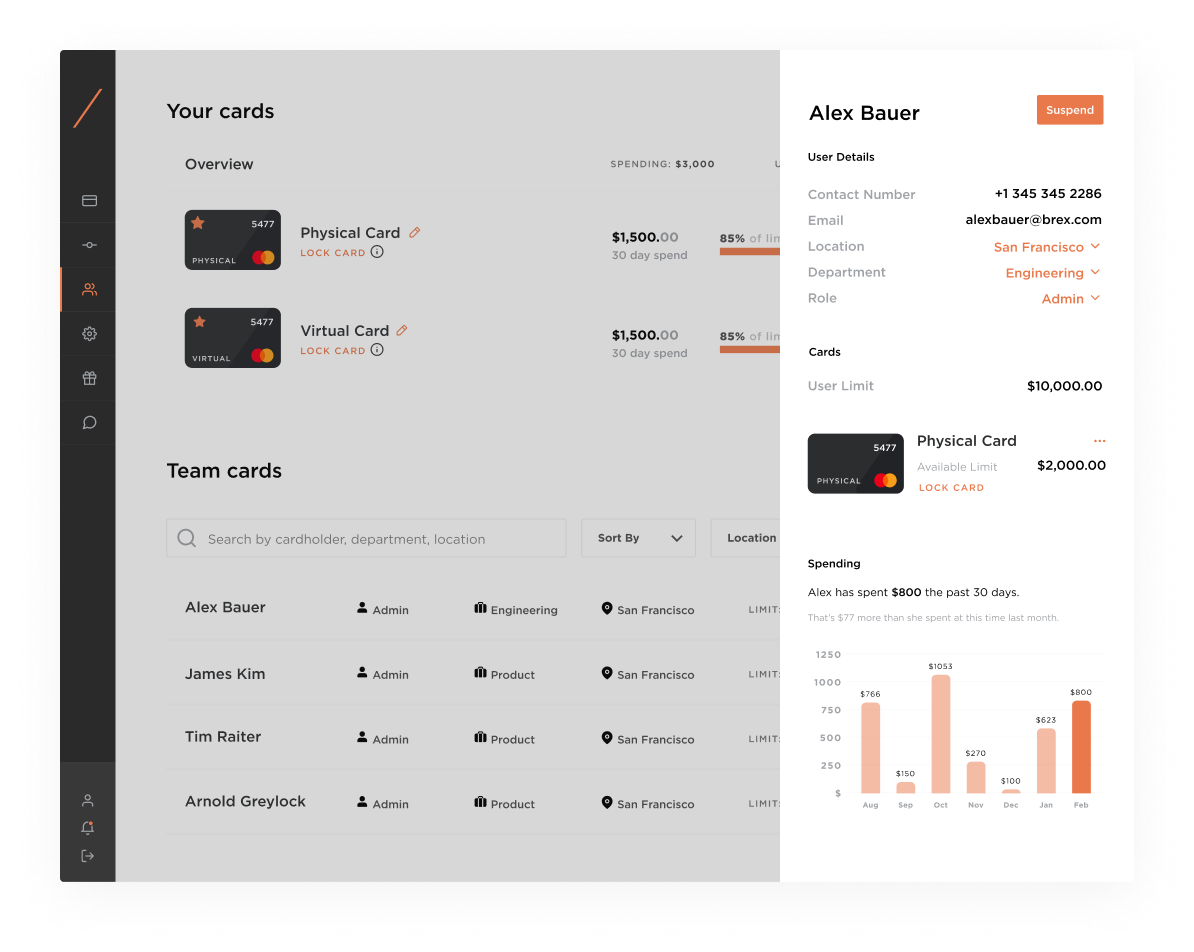 Your cards
Overview
SPENDING: $3,000
5477
PHYSICAL
Physical Card
LOCK CARD
$1,500.00
30 day spend
85% of lim
5477
VIRTUAL
Virtual Card
LOCK CARD
$1,500.00
30 day spend
85% of lim
Team cards
Search by cardholder, department, location
Sort By
Location
Alex Bauer Admin Engineering San Francisco LIMIT:
James Kim Admin Product San Francisco LIMIT:
Tim Raiter Admin Product San Francisco LIMIT:
Arnold Greylock Admin Product San Francisco LIMIT:
Alex Bauer
Suspend
User Details
Contact Number +1 345 345 2286
Email alexbauer@brex.com
Location San Francisco
Department Engineering
Role Admin
Cards
User Limit $10,000.00
5477
PHYSICAL
Physical Card
Available Limit $2,000.00
LOCK CARD
Spending
Alex has spent $800 the past 30 days.
That's $77 more than she spent at this time last month.
1250
1000
750
500
250
$
$766
$150
$1053
$270
$100
$623
$800
Aug Sep Oct Nov Dec Jan Feb